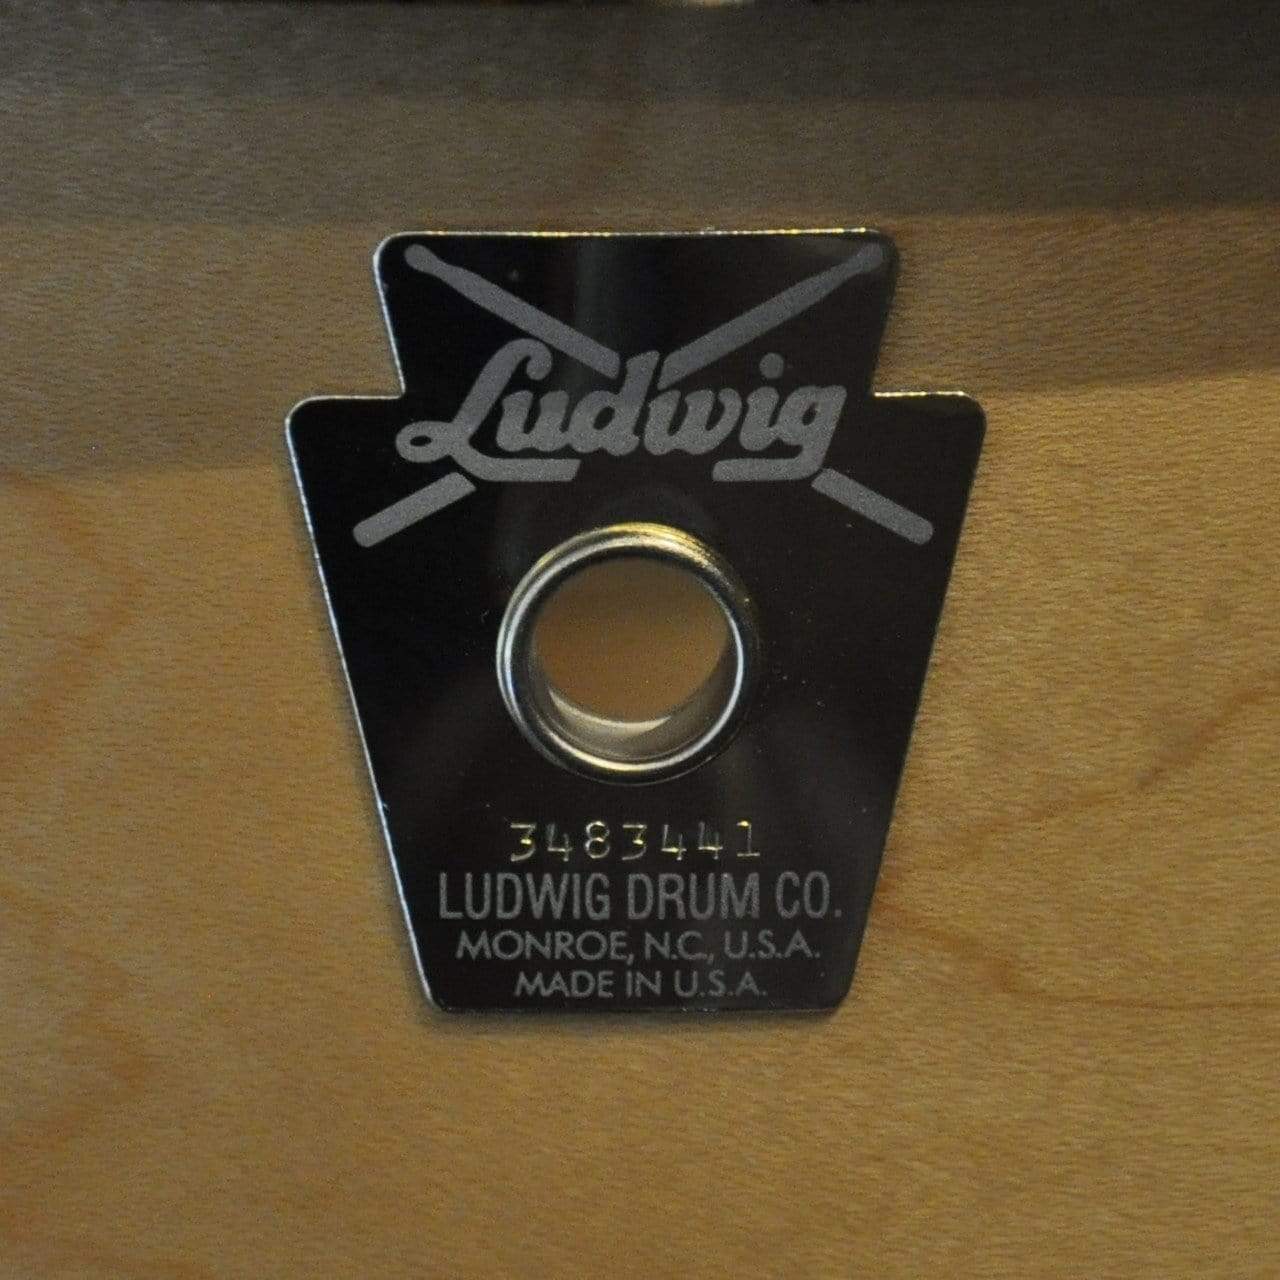 Ludwig
3483441
LUDWIG DRUM CO.
MONROE, N.C., U.S.A.
MADE IN U.S.A.